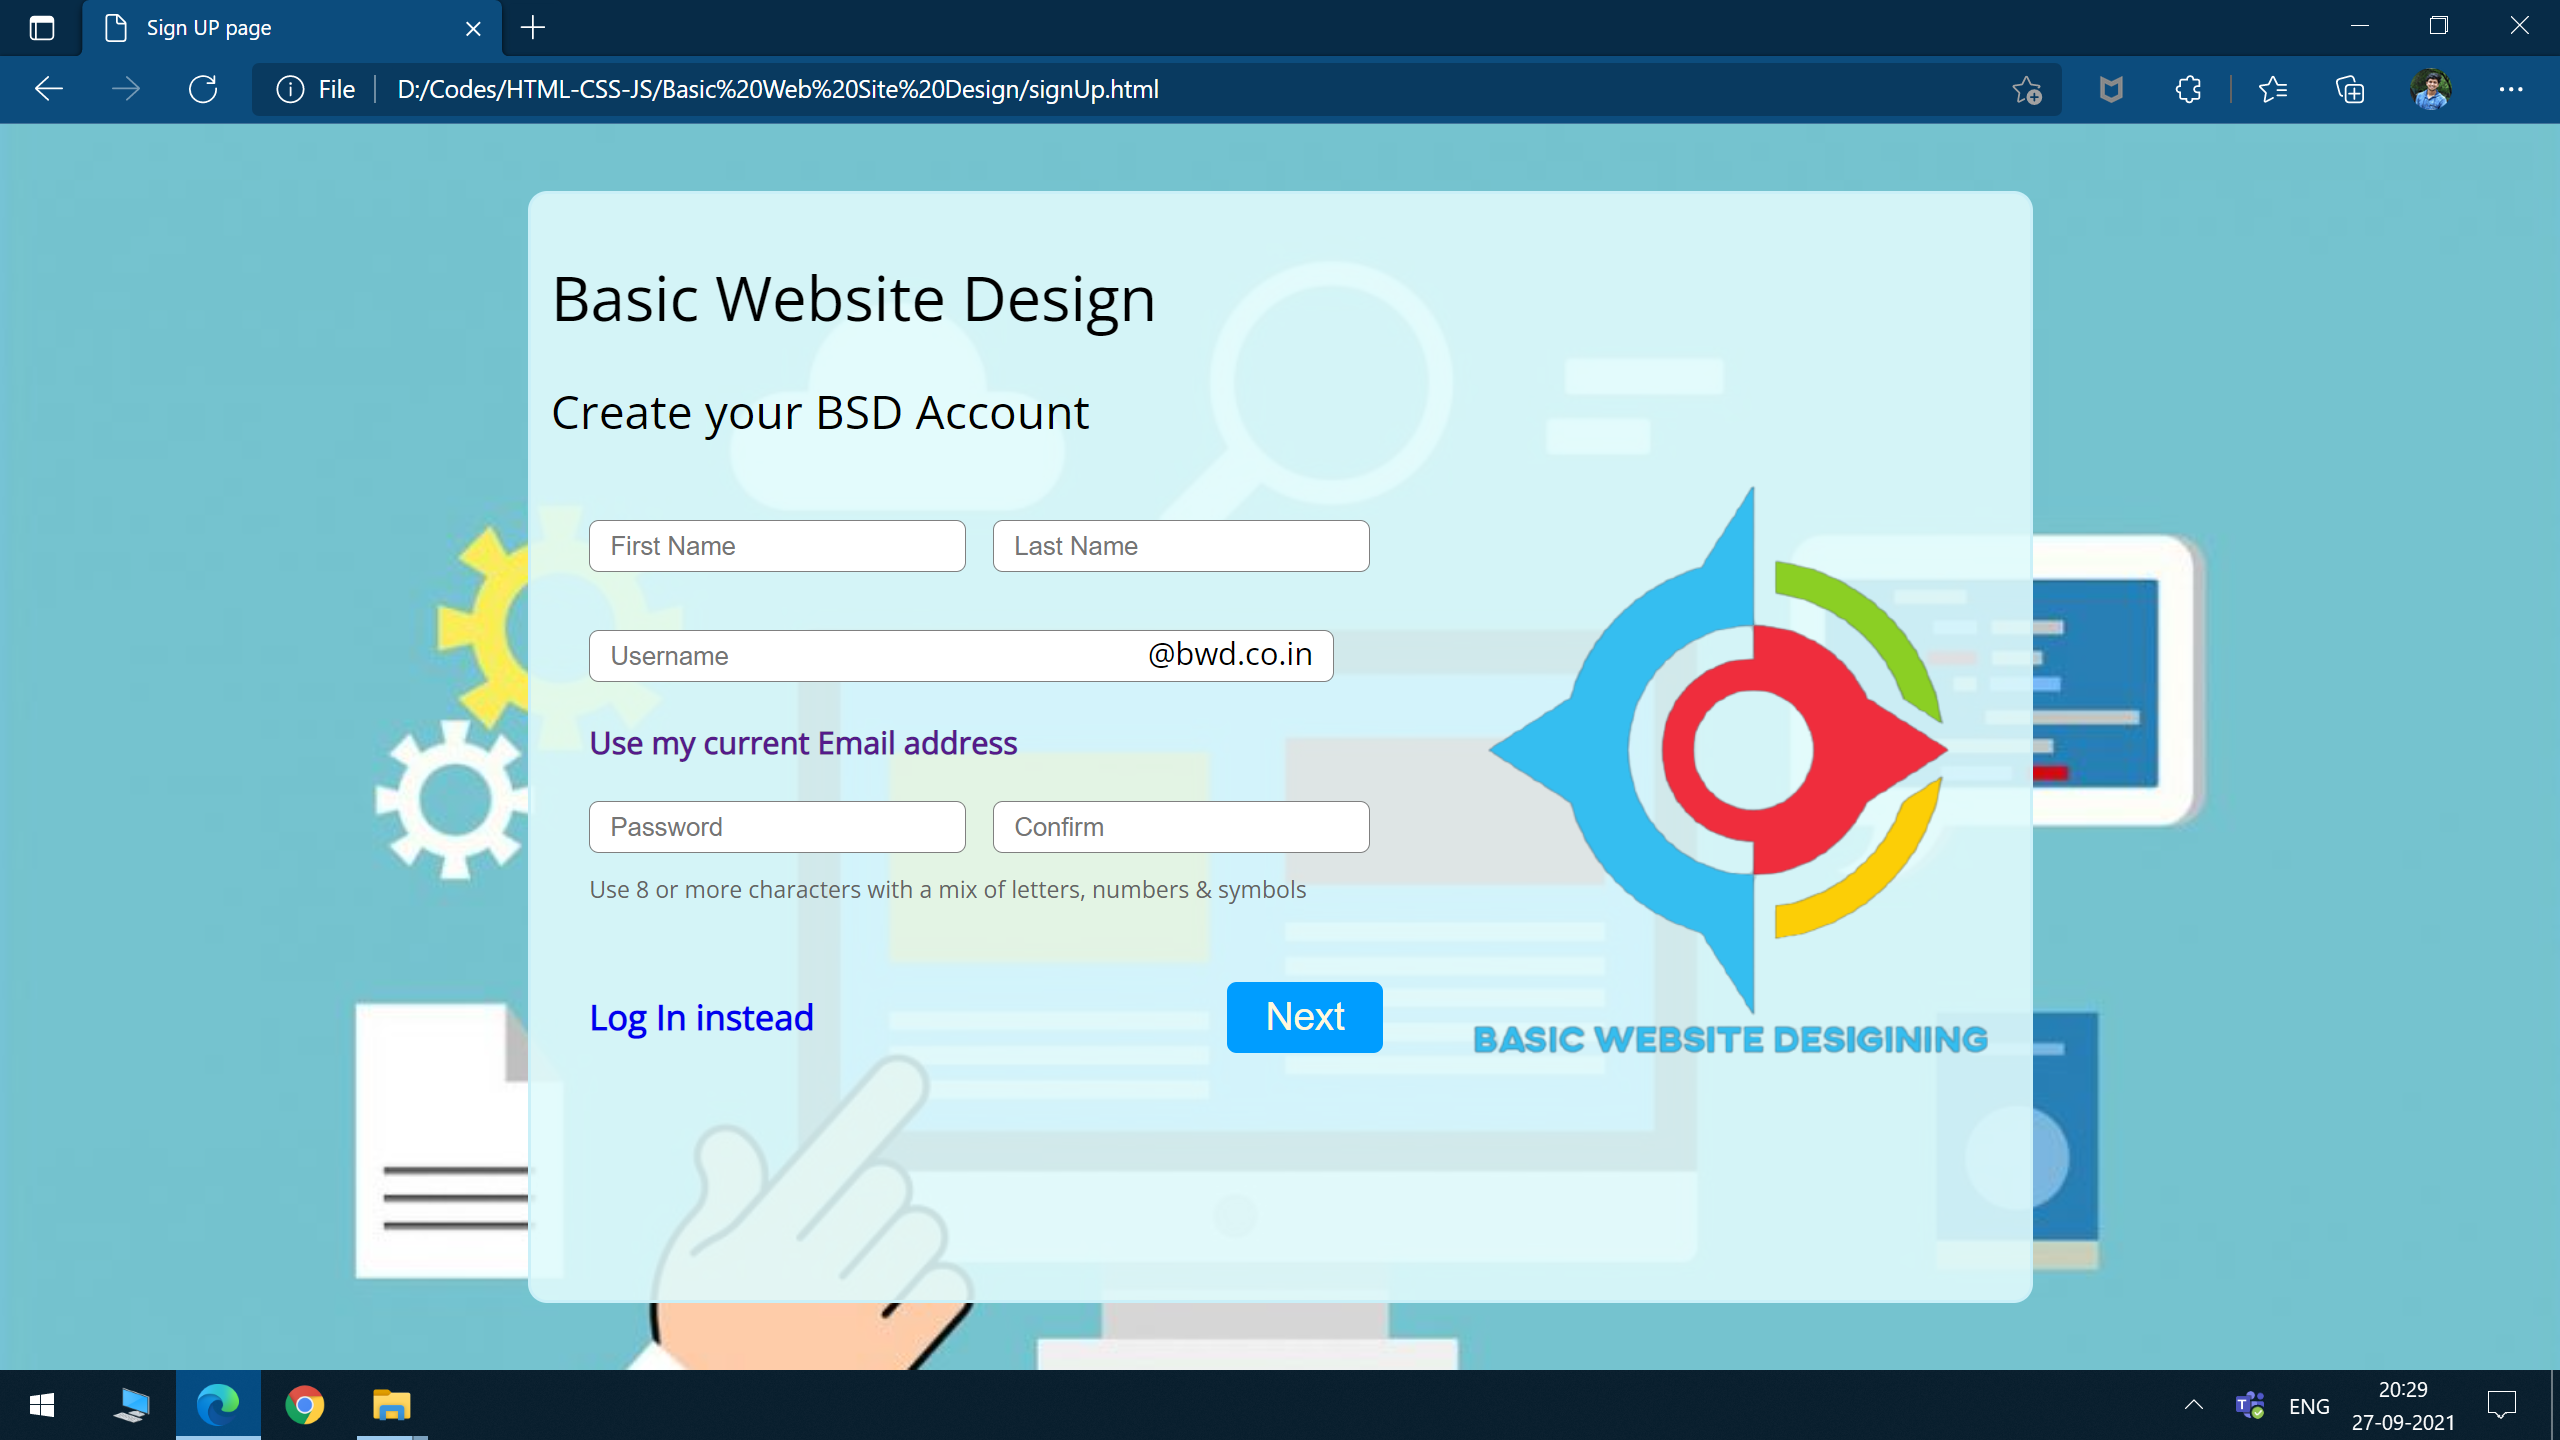 Sign UP page
File D:/Codes/HTML-CSS-JS/Basic%20Web%20Site%20Design/signUp.html
Basic Website Design
Create your BSD Account
First Name Last Name
Username @bwd.co.in
Use my current Email address
Password Confirm
Use 8 or more characters with a mix of letters, numbers & symbols
Log In instead Next
BASIC WEBSITE DESIGINING
ENG 20:29
27-09-2021